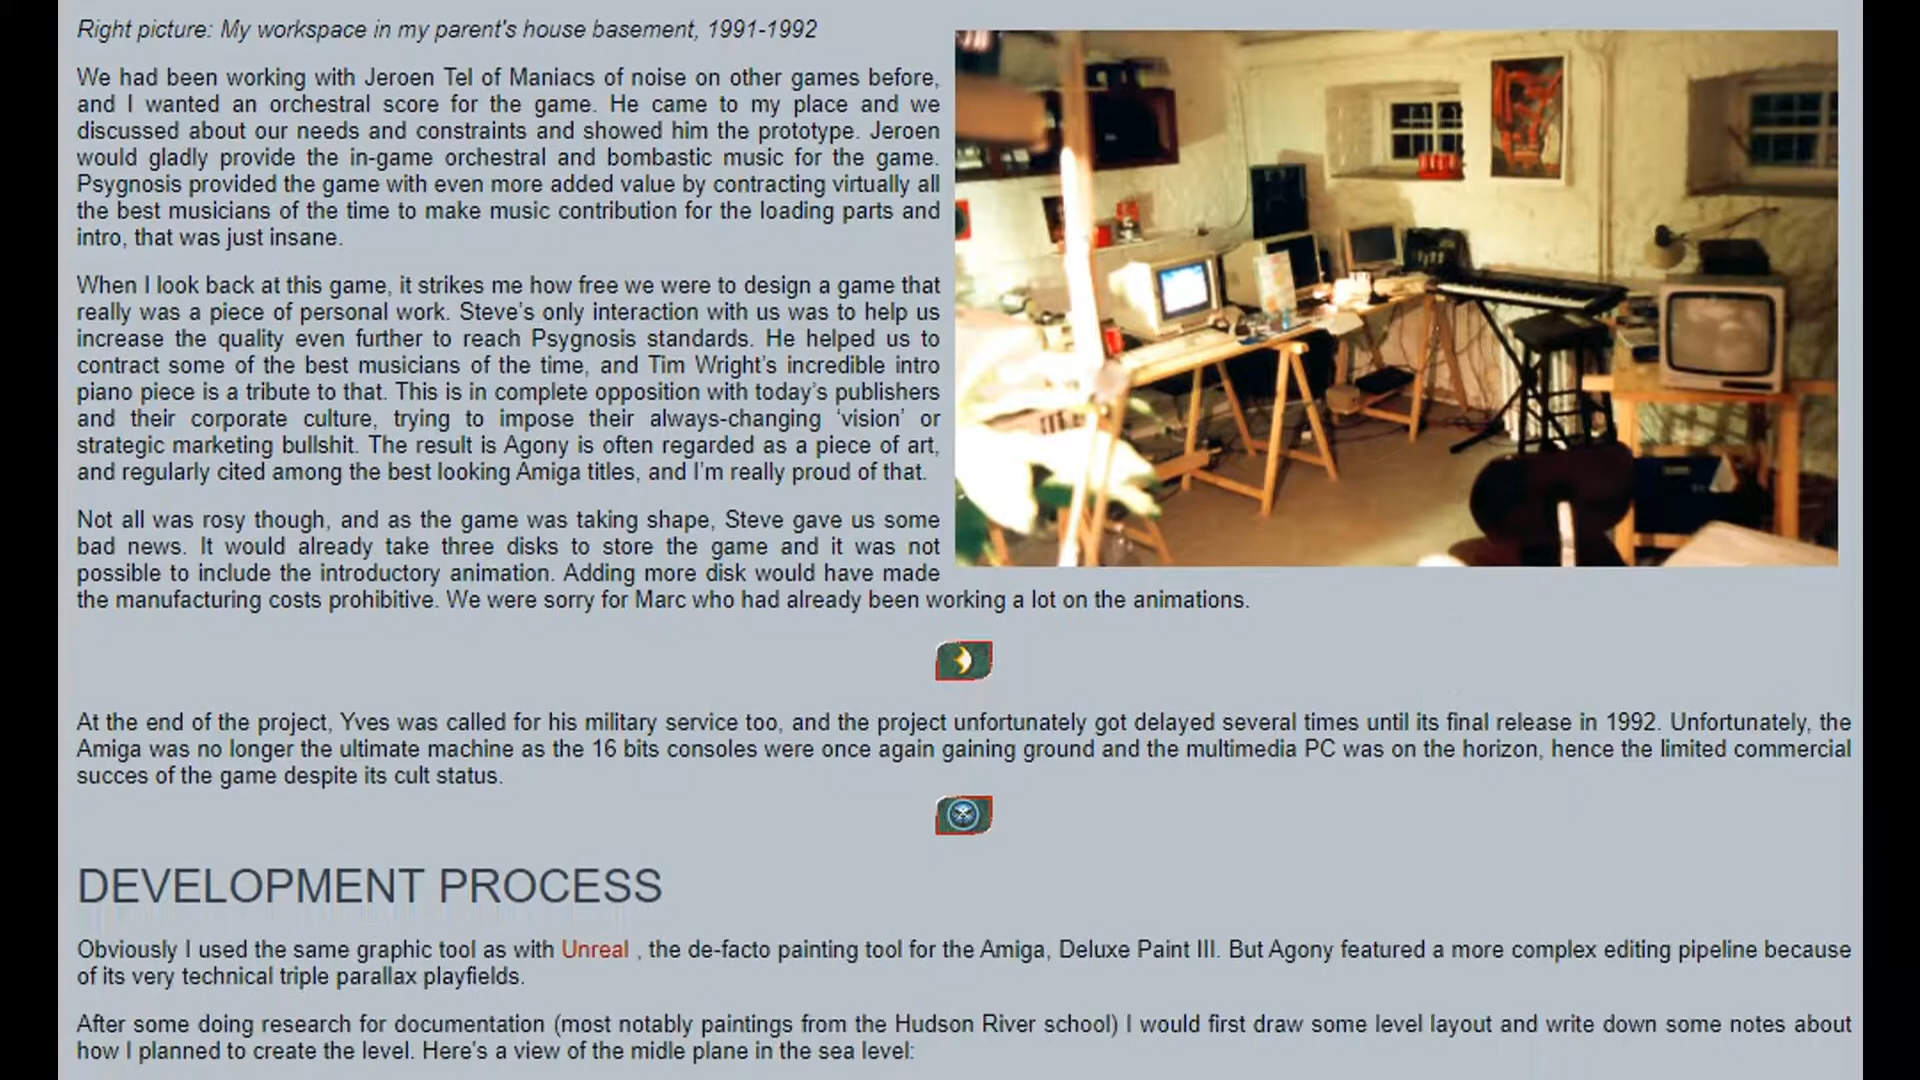 Right picture: My workspace in my parent's house basement, 1991-1992
We had been working with Jeroen Tel of Maniacs of noise on other games before,
and I wanted an orchestral score for the game. He came to my place and we
discussed about our needs and constraints and showed him the prototype. Jeroen
would gladly provide the in-game orchestral and bombastic music for the game.
Psygnosis provided the game with even more added value by contracting virtually all
the best musicians of the time to make music contribution for the loading parts and
intro, that was just insane.
When I look back at this game, it strikes me how free we were to design a game that
really was a piece of personal work. Steve’s only interaction with us was to help us
increase the quality even further to reach Psygnosis standards. He helped us to
contract some of the best musicians of the time, and Tim Wright’s incredible intro
piano piece is a tribute to that. This is in complete opposition with today’s publishers
and their corporate culture, trying to impose their always-changing ‘vision’ or
strategic marketing bullshit. The result is Agony is often regarded as a piece of art,
and regularly cited among the best looking Amiga titles, and I’m really proud of that.
Not all was rosy though, and as the game was taking shape, Steve gave us some
bad news. It would already take three disks to store the game and it was not
possible to include the introductory animation. Adding more disk would have made
the manufacturing costs prohibitive. We were sorry for Marc who had already been working a lot on the animations.
At the end of the project, Yves was called for his military service too, and the project unfortunately got delayed several times until its final release in 1992. Unfortunately, the
Amiga was no longer the ultimate machine as the 16 bits consoles were once again gaining ground and the multimedia PC was on the horizon, hence the limited commercial
succes of the game despite its cult status.
DEVELOPMENT PROCESS
Obviously I used the same graphic tool as with Unreal , the de-facto painting tool for the Amiga, Deluxe Paint III. But Agony featured a more complex editing pipeline because
of its very technical triple parallax playfields.
After some doing research for documentation (most notably paintings from the Hudson River school) I would first draw some level layout and write down some notes about
how I planned to create the level. Here’s a view of the midle plane in the sea level: